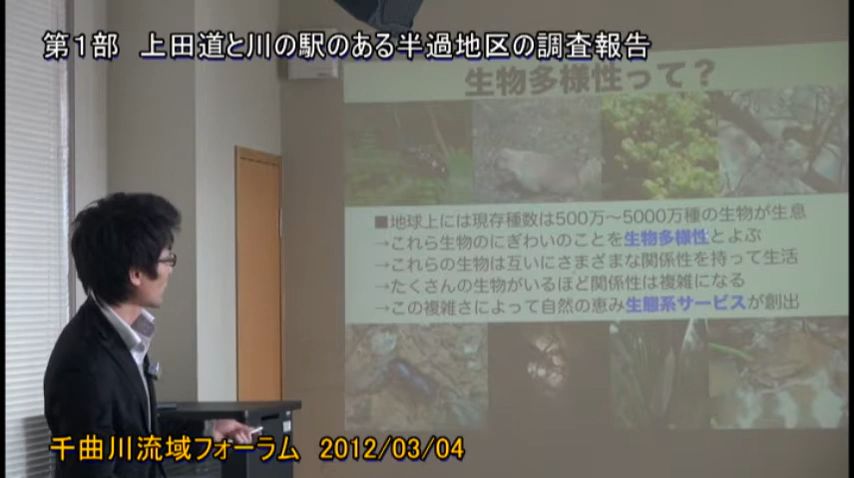 第１部　上田道と川の駅のある半過地区の調査報告
生物多様性って？
■地球上には現存種数は500万～5000万種の生物が生息
→これら生物のにぎわいのことを生物多様性とよぶ
→これらの生物は互いにさまざまな関係性を持って生活
→たくさんの生物がいるほど関係性は複雑になる
→この複雑さによって自然の恵み生態系サービスが創出
千曲川流域フォーラム　2012/03/04